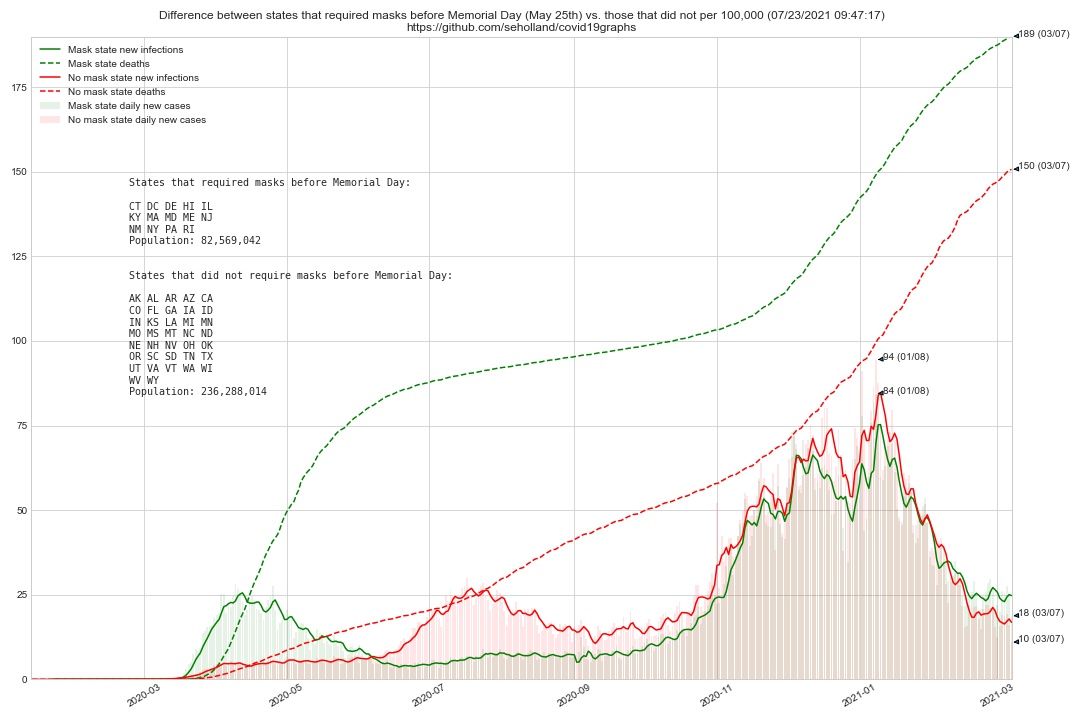 Difference between states that required masks before Memorial Day (May 25th) vs. those that did not per 100,000 (07/23/2021 09:47:17)
https://github.com/seholland/covid19graphs
Mask state new infections
Mask state deaths
No mask state new infections
No mask state deaths
Mask state daily new cases
No mask state daily new cases
States that required masks before Memorial Day:
CT DC DE HI IL
KY MA MD ME NJ
NM NY PA RI
Population: 82,569,042
States that did not require masks before Memorial Day:
AK AL AR AZ CA
CO FL GA IA ID
IN KS LA MI MN
MO MS MT NC ND
NE NH NV OH OK
OR SC SD TN TX
UT VA VT WA WI
WV WY
Population: 236,288,014
189 (03/07)
150 (03/07)
94 (01/08)
84 (01/08)
18 (03/07)
10 (03/07)
175
150
125
100
75
50
25
0
2020-03
2020-05
2020-07
2020-09
2020-11
2021-01
2021-03